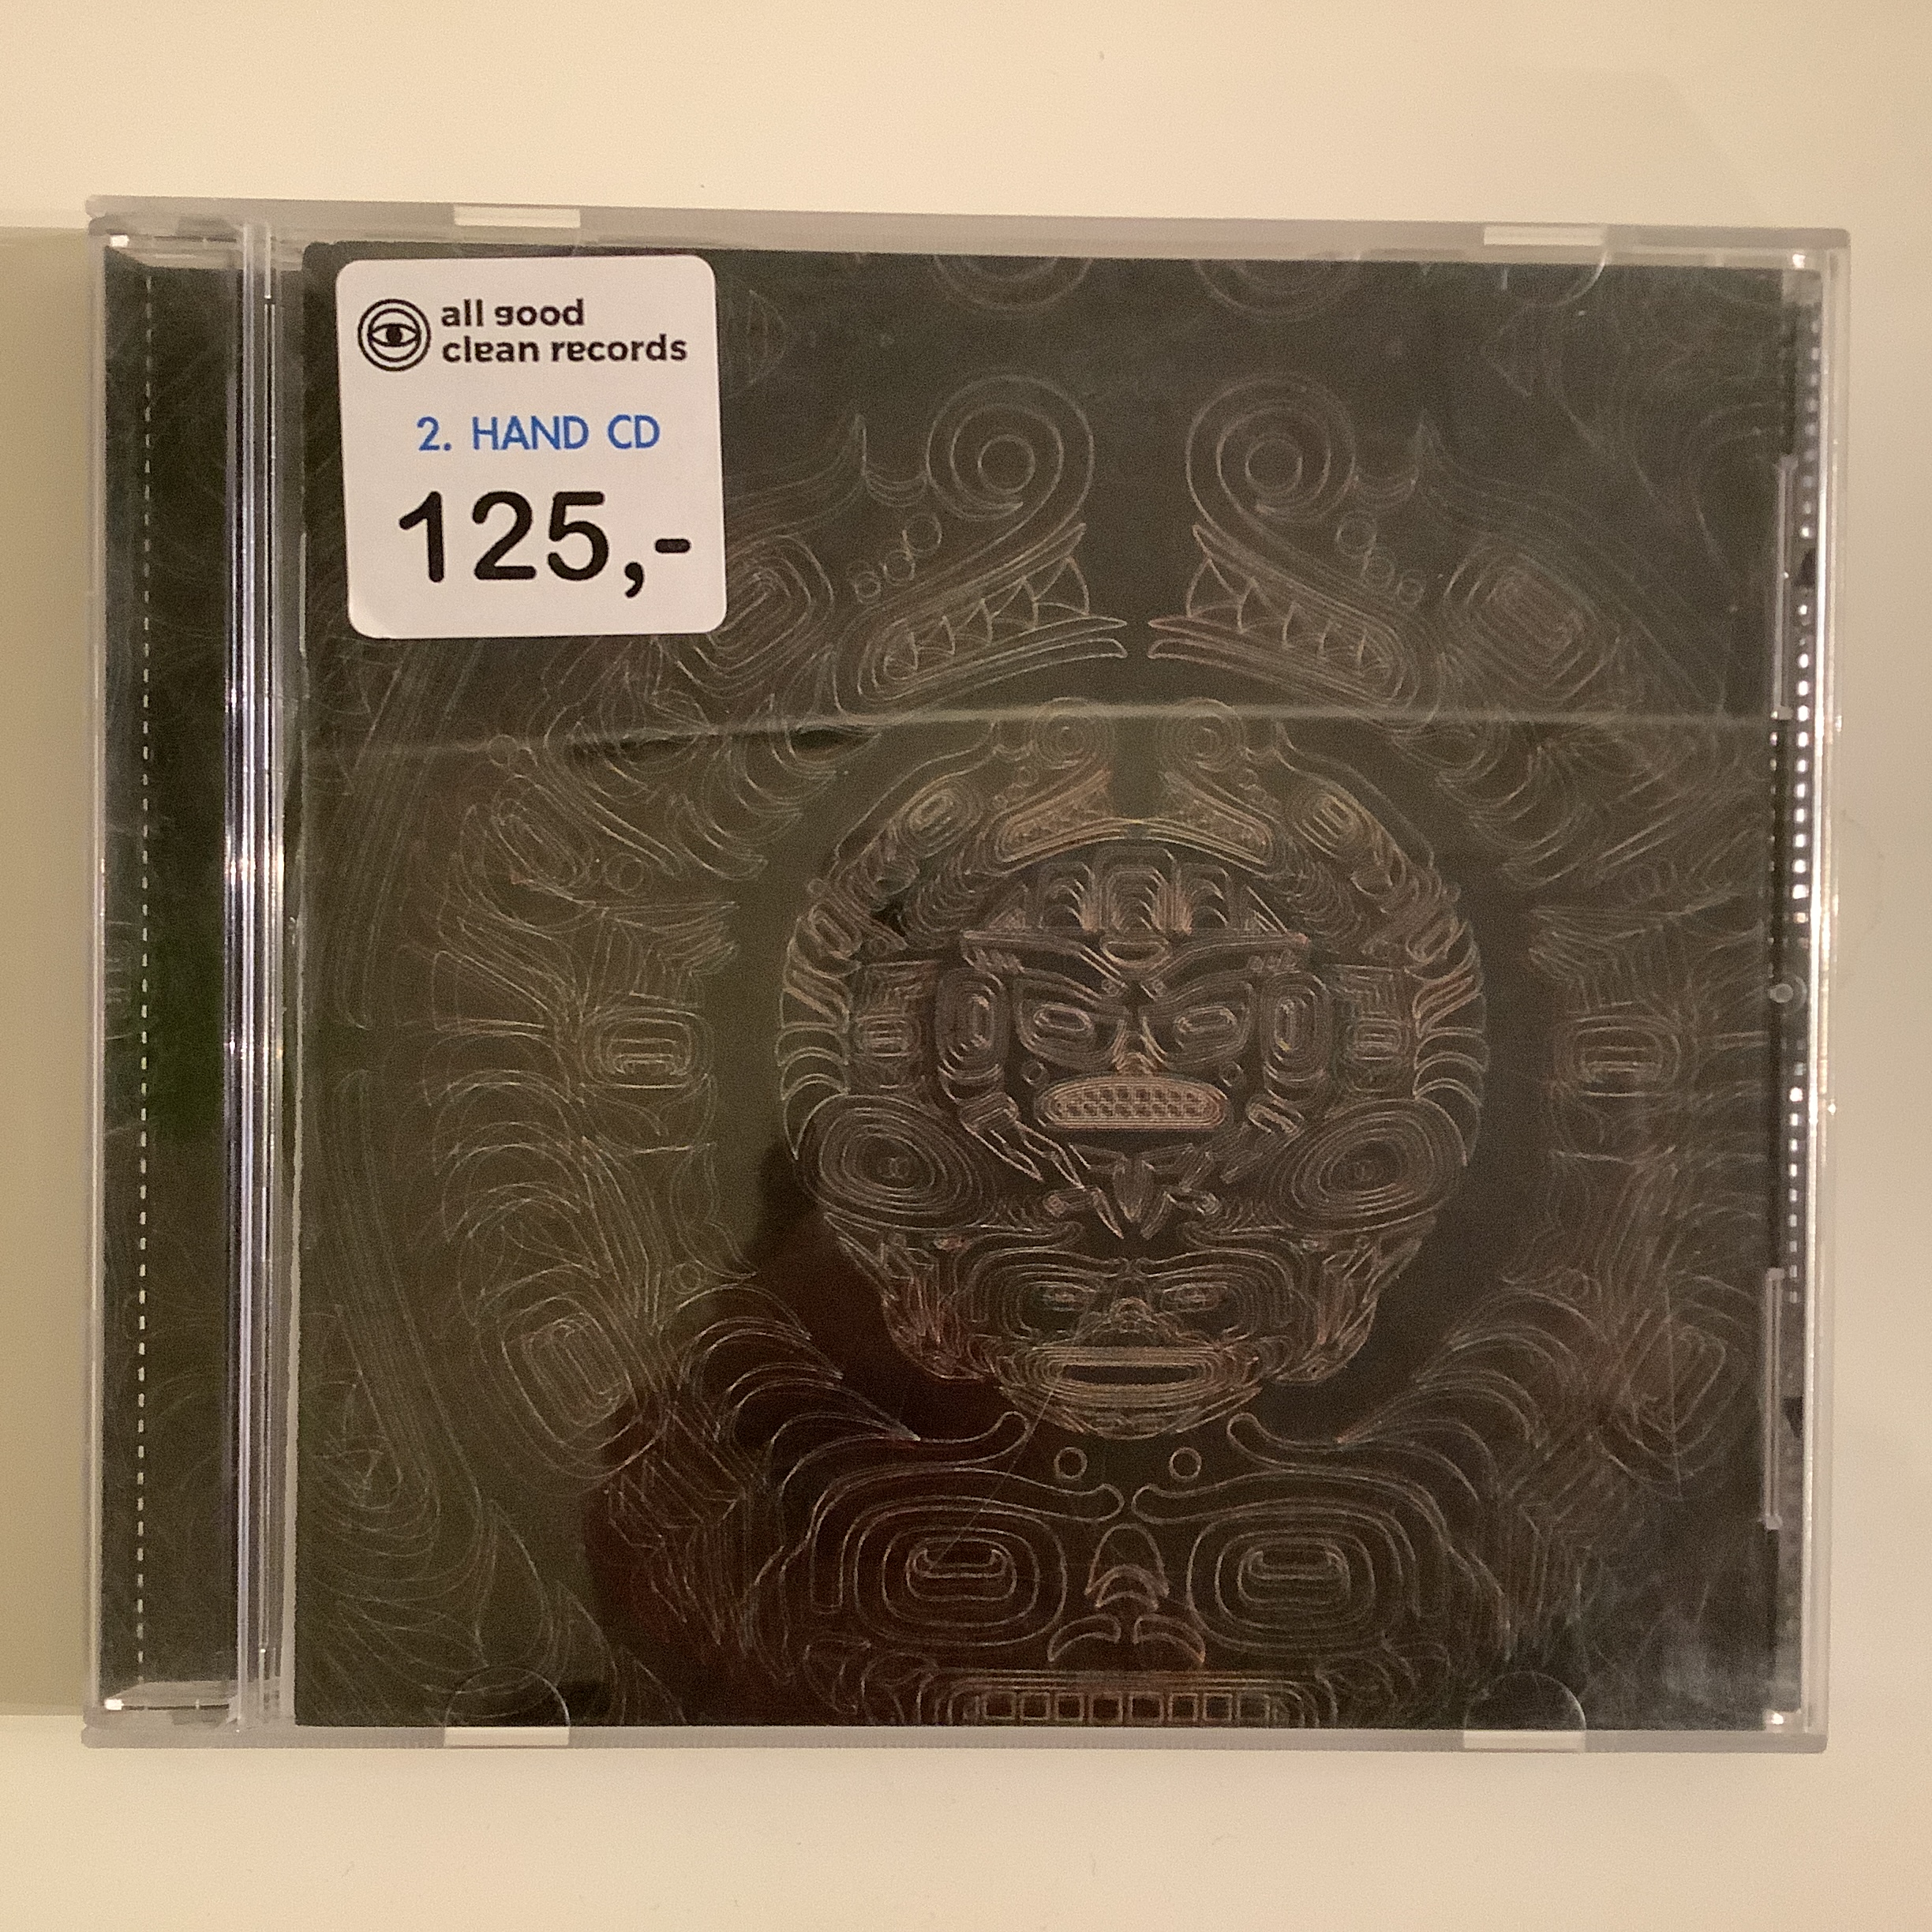 all good
clean records
2. HAND CD
125,-